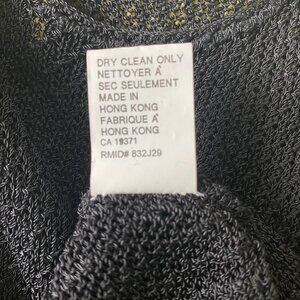 DRY CLEAN ONLY
NETTOYER À
SEC SEULEMENT
MADE IN
HONG KONG
FABRIQUE À
HONG KONG
CA 19371
RMID# 832J29